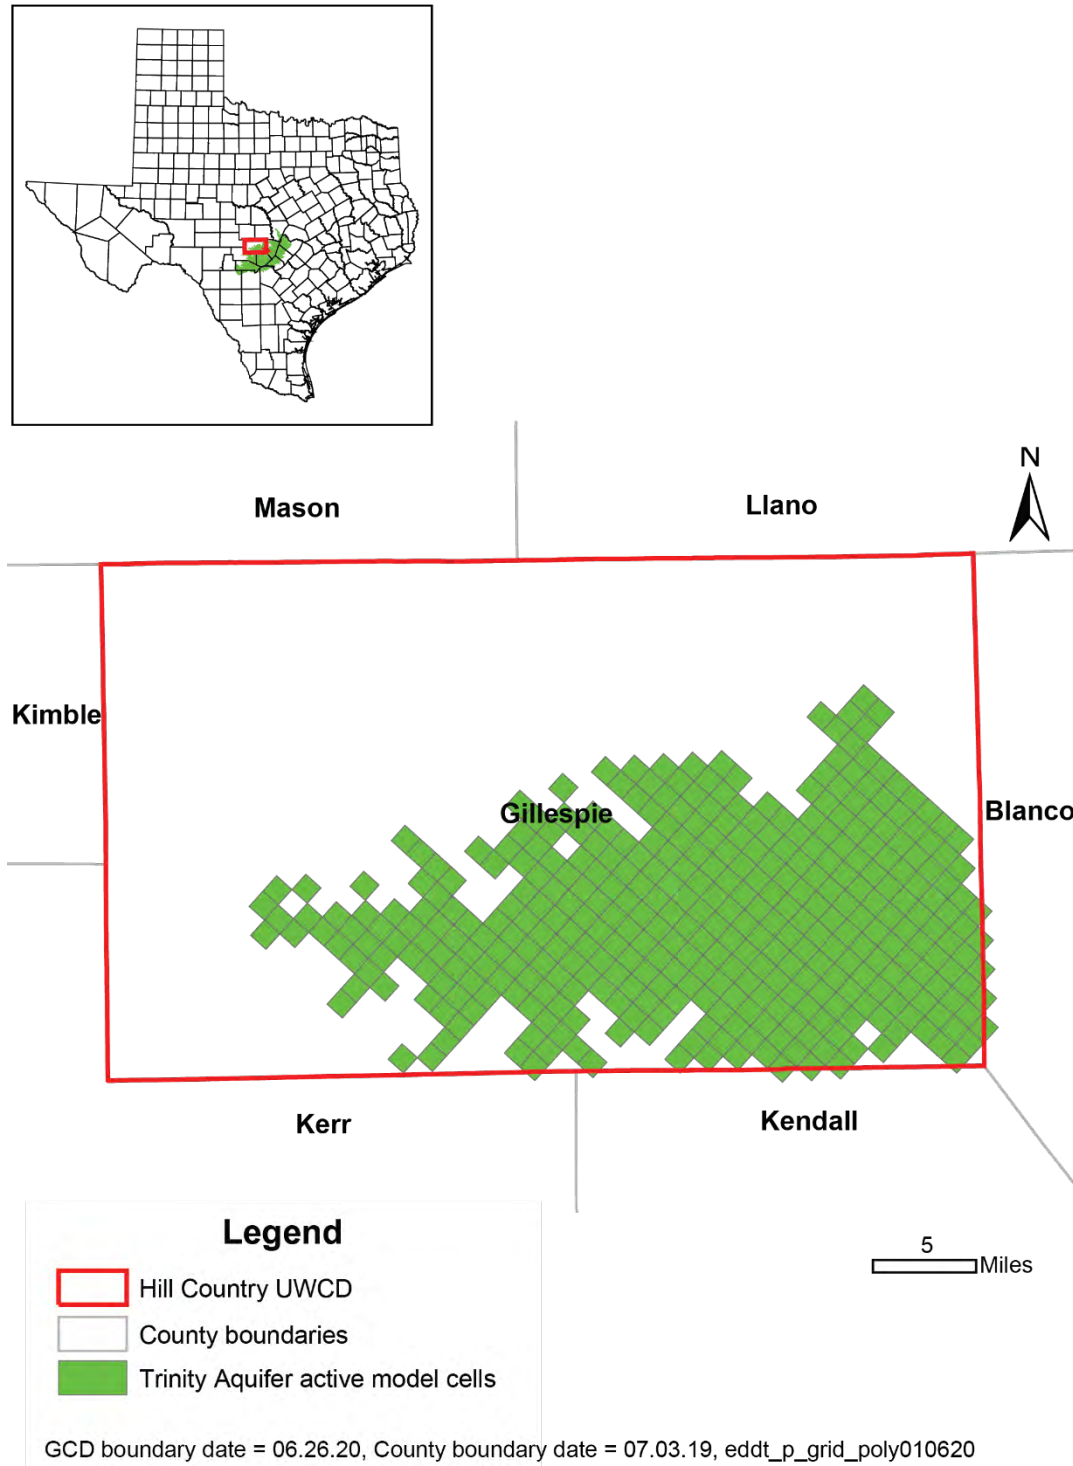 N
Mason
Llano
Kimble
Gillespie
Blanco
Kerr
Kendall
Legend
Hill Country UWCD
County boundaries
Trinity Aquifer active model cells
5
Miles
GCD boundary date = 06.26.20, County boundary date = 07.03.19, eddt_p_grid_poly010620